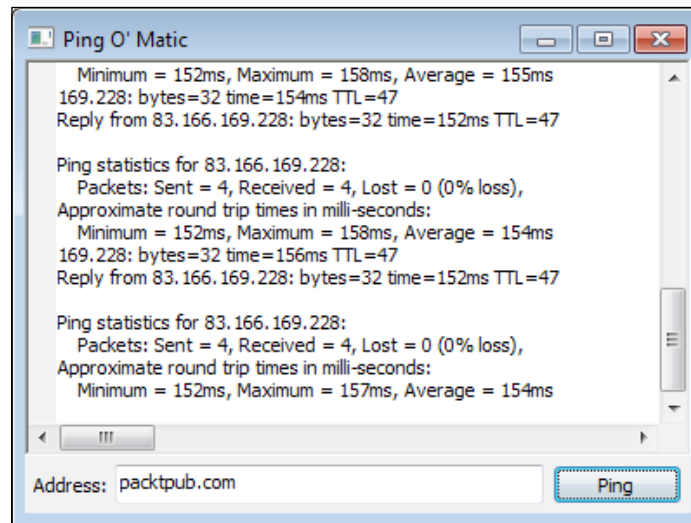 Ping O' Matic
Minimum = 152ms, Maximum = 158ms, Average = 155ms
169.228: bytes=32 time=154ms TTL=47
Reply from 83.166.169.228: bytes=32 time=152ms TTL=47
Ping statistics for 83.166.169.228:
Packets: Sent = 4, Received = 4, Lost = 0 (0% loss),
Approximate round trip times in milli-seconds:
Minimum = 152ms, Maximum = 158ms, Average = 154ms
169.228: bytes=32 time=156ms TTL=47
Reply from 83.166.169.228: bytes=32 time=152ms TTL=47
Ping statistics for 83.166.169.228:
Packets: Sent = 4, Received = 4, Lost = 0 (0% loss),
Approximate round trip times in milli-seconds:
Minimum = 152ms, Maximum = 157ms, Average = 154ms
Address: packtpub.com Ping